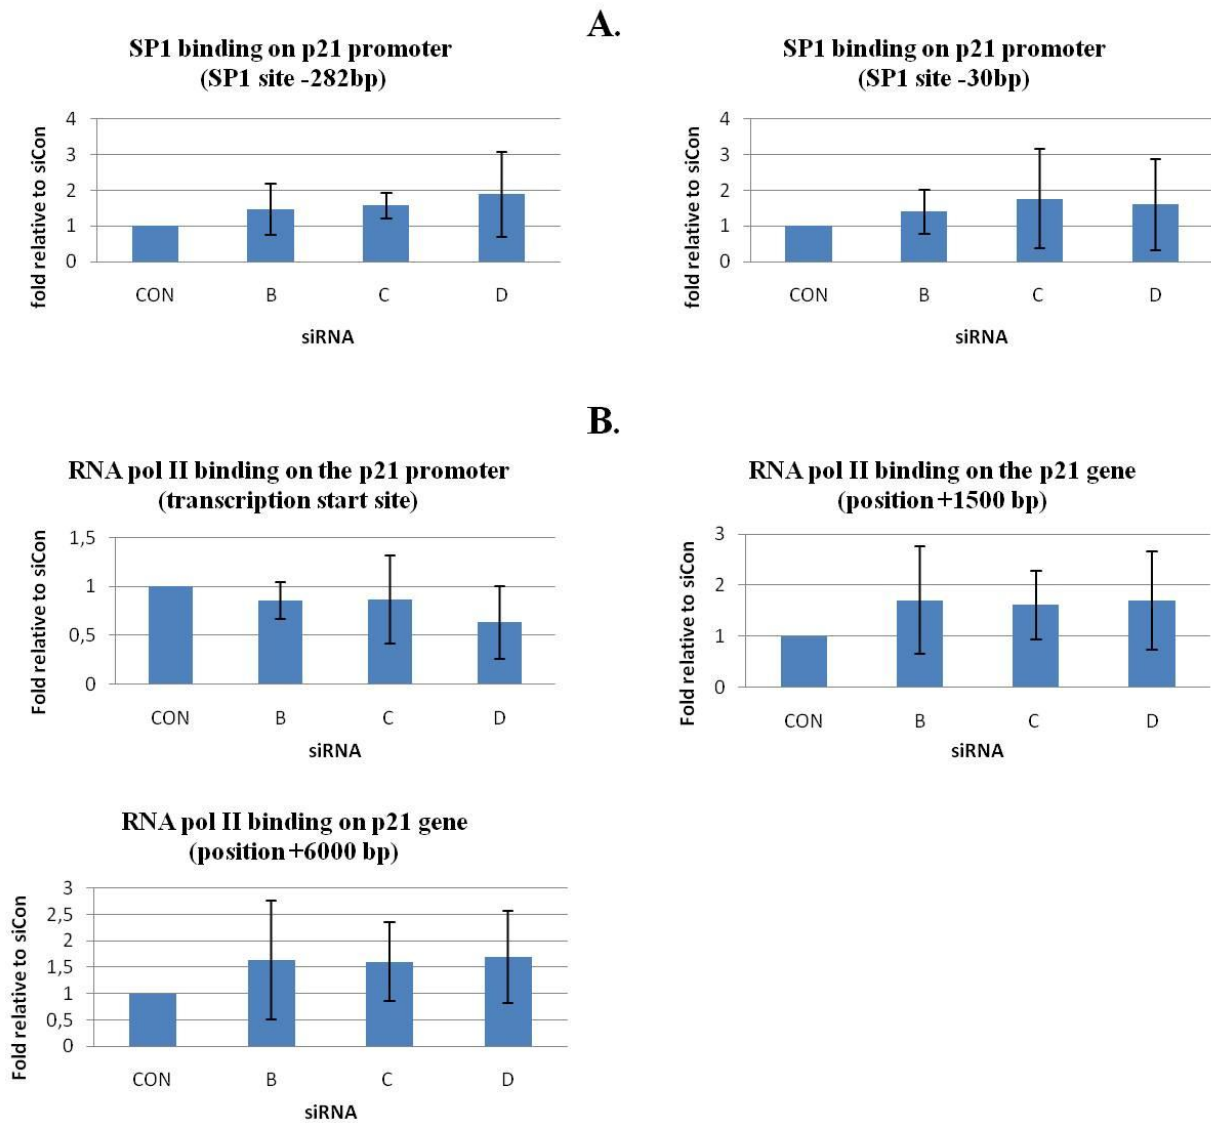 A.
SP1 binding on p21 promoter
(SP1 site -282bp)
fold relative to siCon
4
3
2
1
0
CON B C D
siRNA
SP1 binding on p21 promoter
(SP1 site -30bp)
fold relative to siCon
4
3
2
1
0
CON B C D
siRNA
B.
RNA pol II binding on the p21 promoter
(transcription start site)
Fold relative to siCon
1,5
1
0,5
0
CON B C D
siRNA
RNA pol II binding on the p21 gene
(position +1500 bp)
Fold relative to siCon
3
2
1
0
CON B C D
siRNA
RNA pol II binding on p21 gene
(position +6000 bp)
Fold relative to siCon
3
2,5
2
1,5
1
0,5
0
CON B C D
siRNA